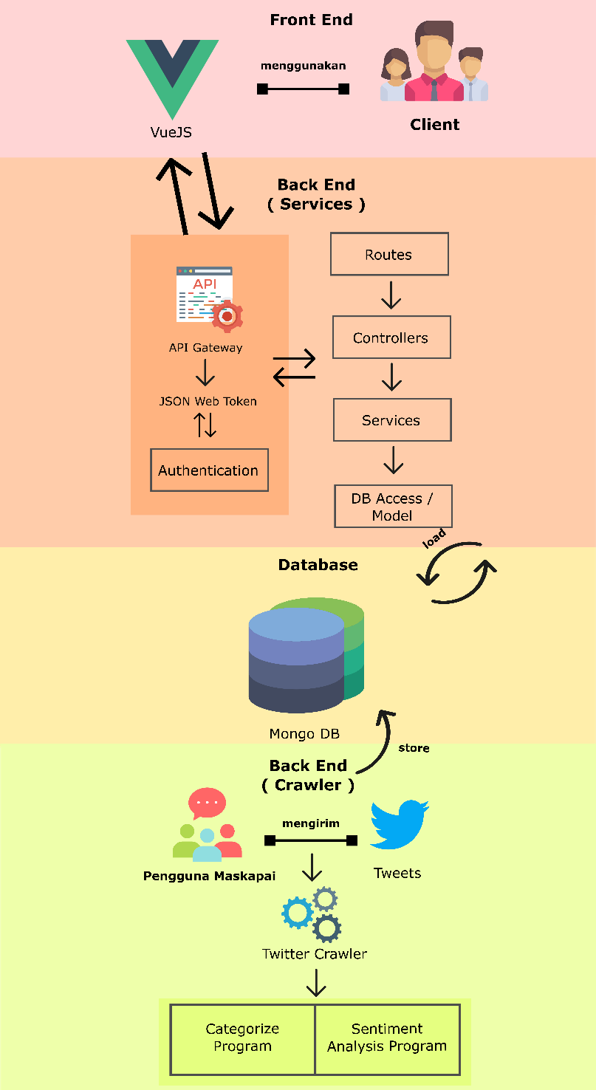 Front End
menggunakan
VueJS
Client
Back End
( Services )
API
API Gateway
JSON Web Token
Authentication
Routes
Controllers
Services
DB Access /
Model
load
Database
Mongo DB
store
Back End
( Crawler )
mengirim
Pengguna Maskapai
Tweets
Twitter Crawler
Categorize
Program
Sentiment
Analysis Program